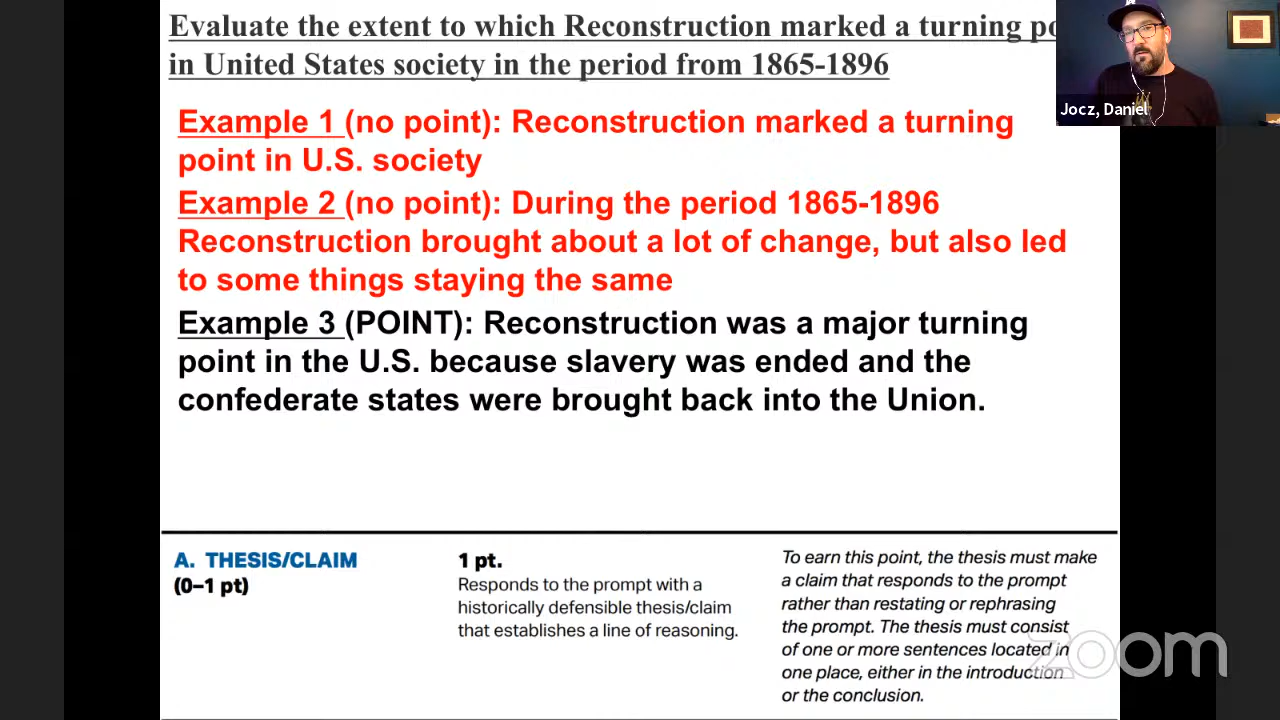 Evaluate the extent to which Reconstruction marked a turning
in United States society in the period from 1865-1896
Jocz, Daniel
Example 1 (no point): Reconstruction marked a turning
point in U.S. society
Example 2 (no point): During the period 1865-1896
Reconstruction brought about a lot of change, but also led
to some things staying the same
Example 3 (POINT): Reconstruction was a major turning
point in the U.S. because slavery was ended and the
confederate states were brought back into the Union.
A. THESIS/CLAIM
(0–1 pt)
1 pt.
Responds to the prompt with a
historically defensible thesis/claim
that establishes a line of reasoning.
To earn this point, the thesis must make
a claim that responds to the prompt
rather than restating or rephrasing
the prompt. The thesis must consist
of one or more sentences located in
one place, either in the introduction
or the conclusion.
zoom